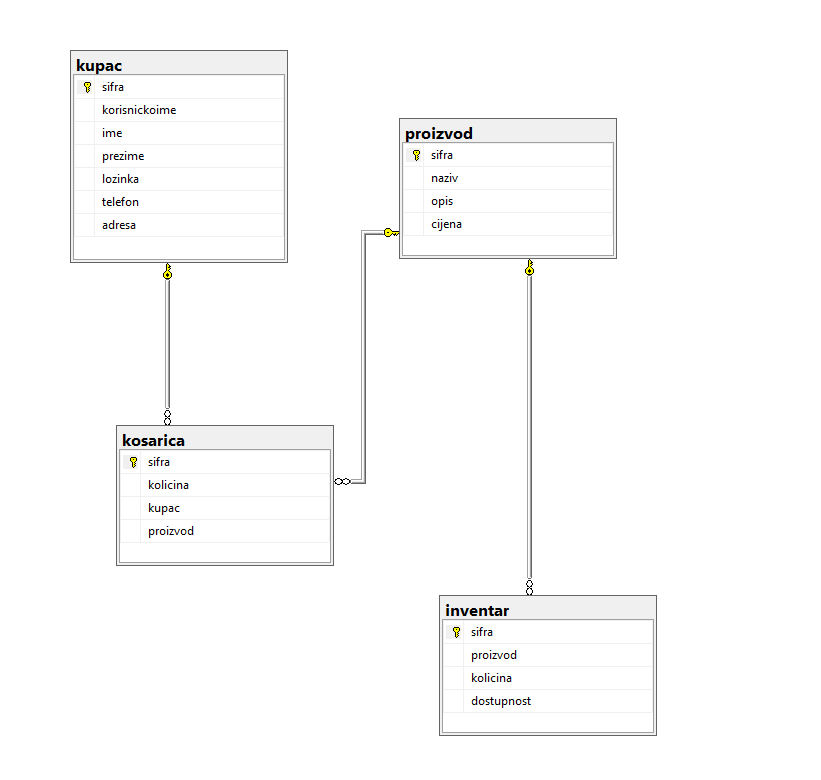 kupac
sifra
korisnickoime
ime
prezime
lozinka
telefon
adresa
proizvod
sifra
naziv
opis
cijena
kosarica
sifra
kolicina
kupac
proizvod
inventar
sifra
proizvod
kolicina
dostupnost